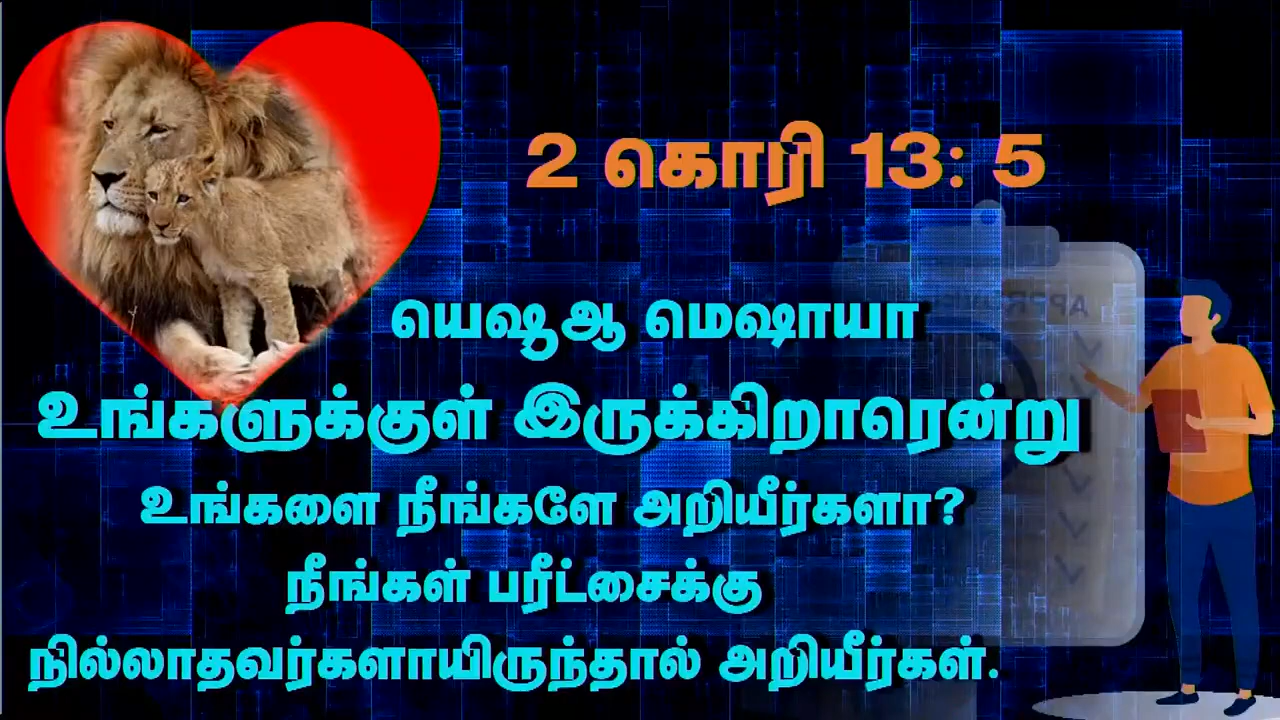 2 கொரி 13: 5
யெஷூஆ மெஷாயா
உங்களுக்குள் இருக்கிறாரென்று
உங்களை நீங்களே அறியீர்களா?
நீங்கள் பரீட்சைக்கு
நில்லாதவர்களாயிருந்தால் அறியீர்கள்.